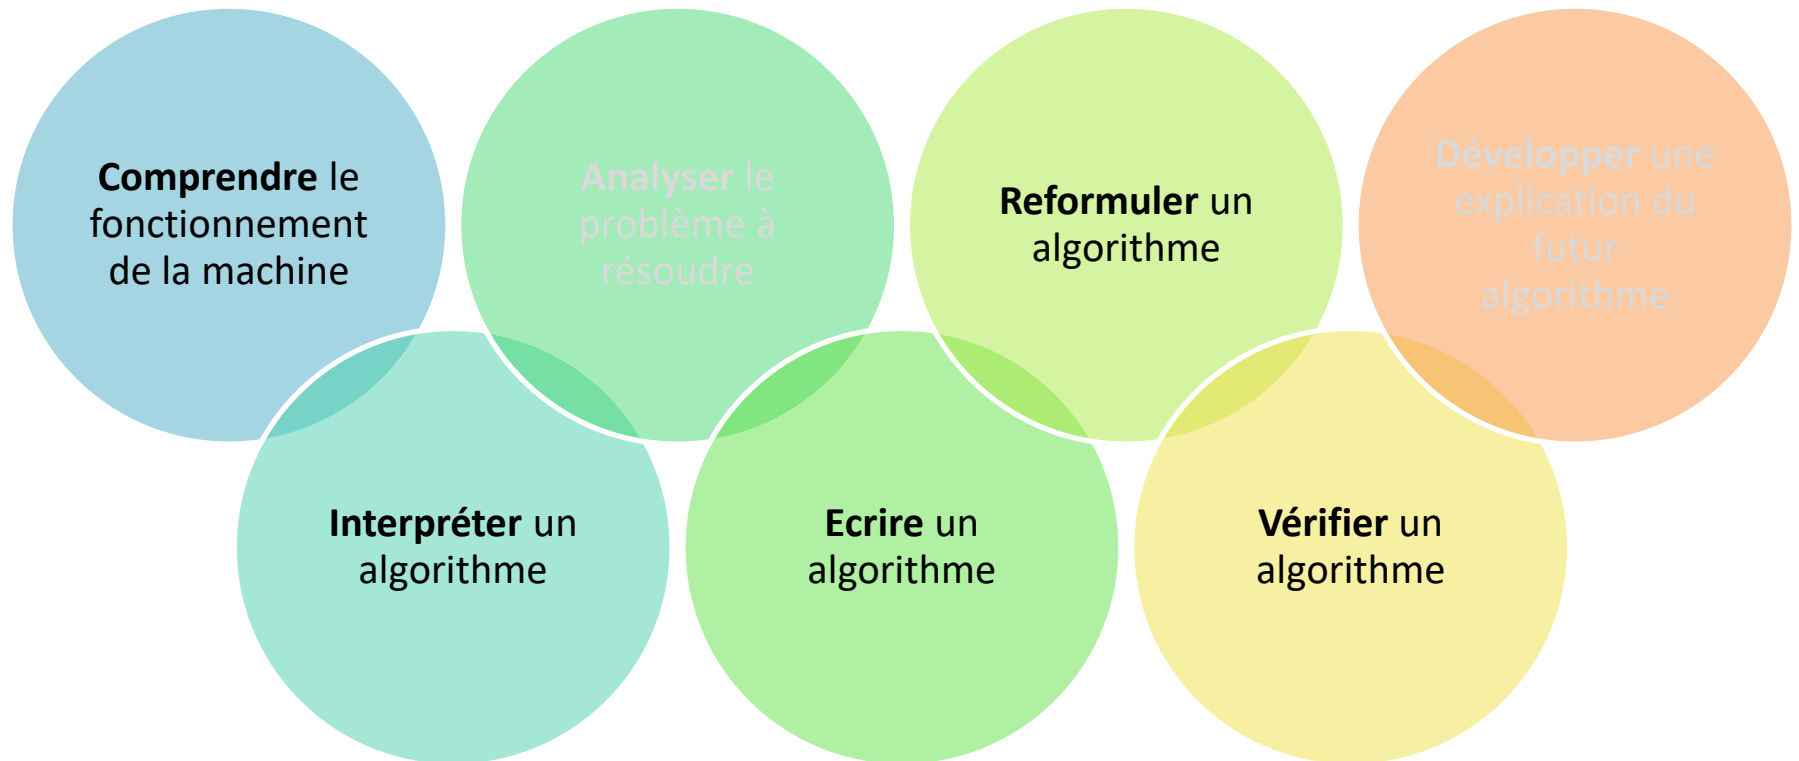 Comprendre le
fonctionnement
de la machine
Analyser le
problème à
résoudre
Reformuler un
algorithme
Développer une
explication du
futur
algorithme
Interpréter un
algorithme
Ecrire un
algorithme
Vérifier un
algorithme